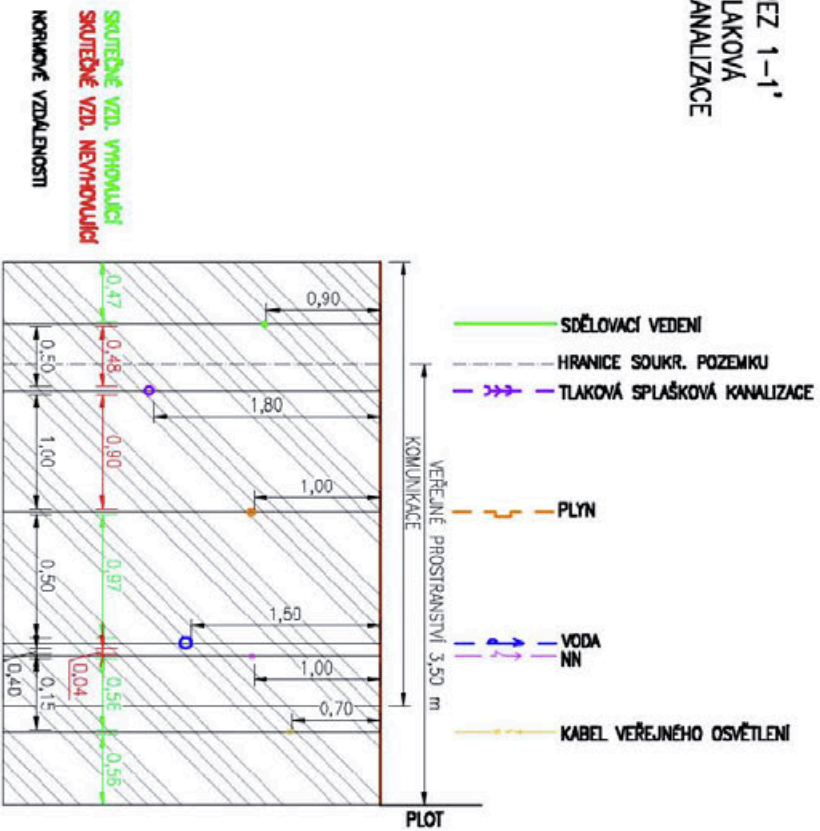 EZ 1-1'
LAKOVÁ
ANALIZACE
SKUTEČNÉ VZD. VYHOVUJÍCÍ
SKUTEČNÉ VZD. NEVYHOVUJÍCÍ
NORMOVÉ VZDÁLENOSTI
SDĚLOVACÍ VEDENÍ
HRANICE SOUKR. POZEMKU
TLAKOVÁ SPLAŠKOVÁ KANALIZACE
PLYN
VODA
NN
KABEL VEŘEJNÉHO OSVĚTLENÍ
PLOT
VEŘEJNÉ PROSTRANSTVÍ 3,50 m
KOMUNIKACE
0,90
1,80
1,00
1,50
1,00
0,70
0,47
0,48
0,90
0,97
0,04
0,56
0,56
0,50
1,00
0,50
0,40
0,15